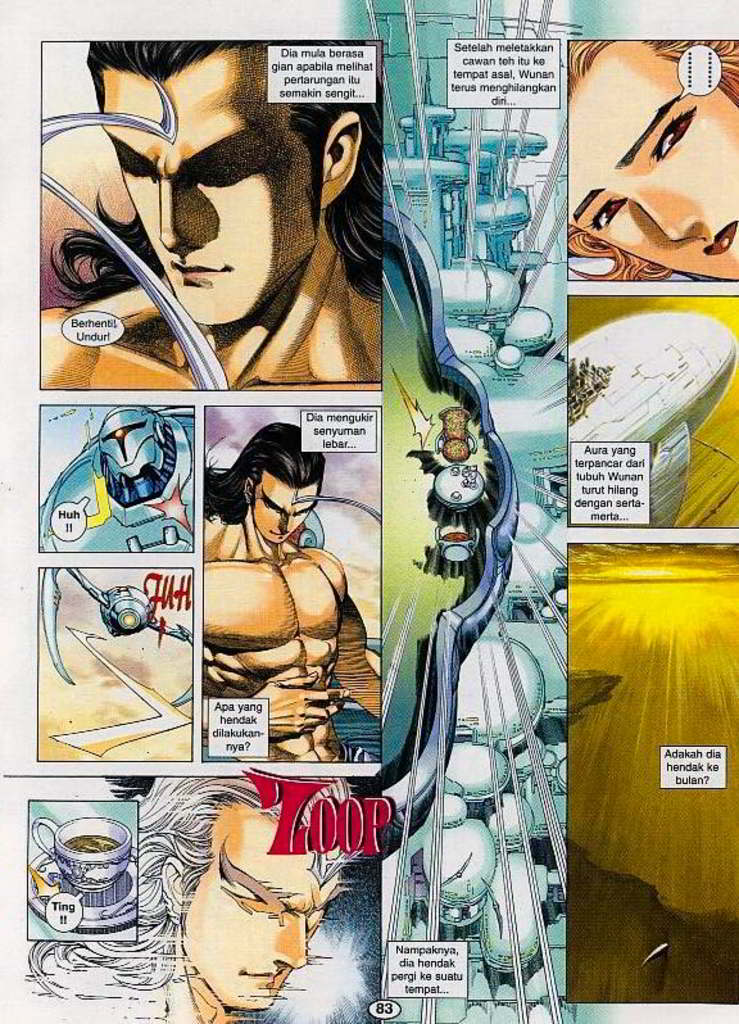 Dia mula berasa
gian apabila melihat
pertarungan itu
semakin sengit...
Berhenti!
Undur!
Huh
!!
Dia mengukir
senyuman
lebar...
HUH
Apa yang
hendak
dilakukan-
nya?
ZOOP
Ting
!!
Setelah meletakkan
cawan teh itu ke
tempat asal, Wunan
terus menghilangkan
diri...
Nampaknya,
dia hendak
pergi ke suatu
tempat...
Aura yang
terpancar dari
tubuh Wunan
turut hilang
dengan serta-
merta...
Adakah dia
hendak ke
bulan?
83